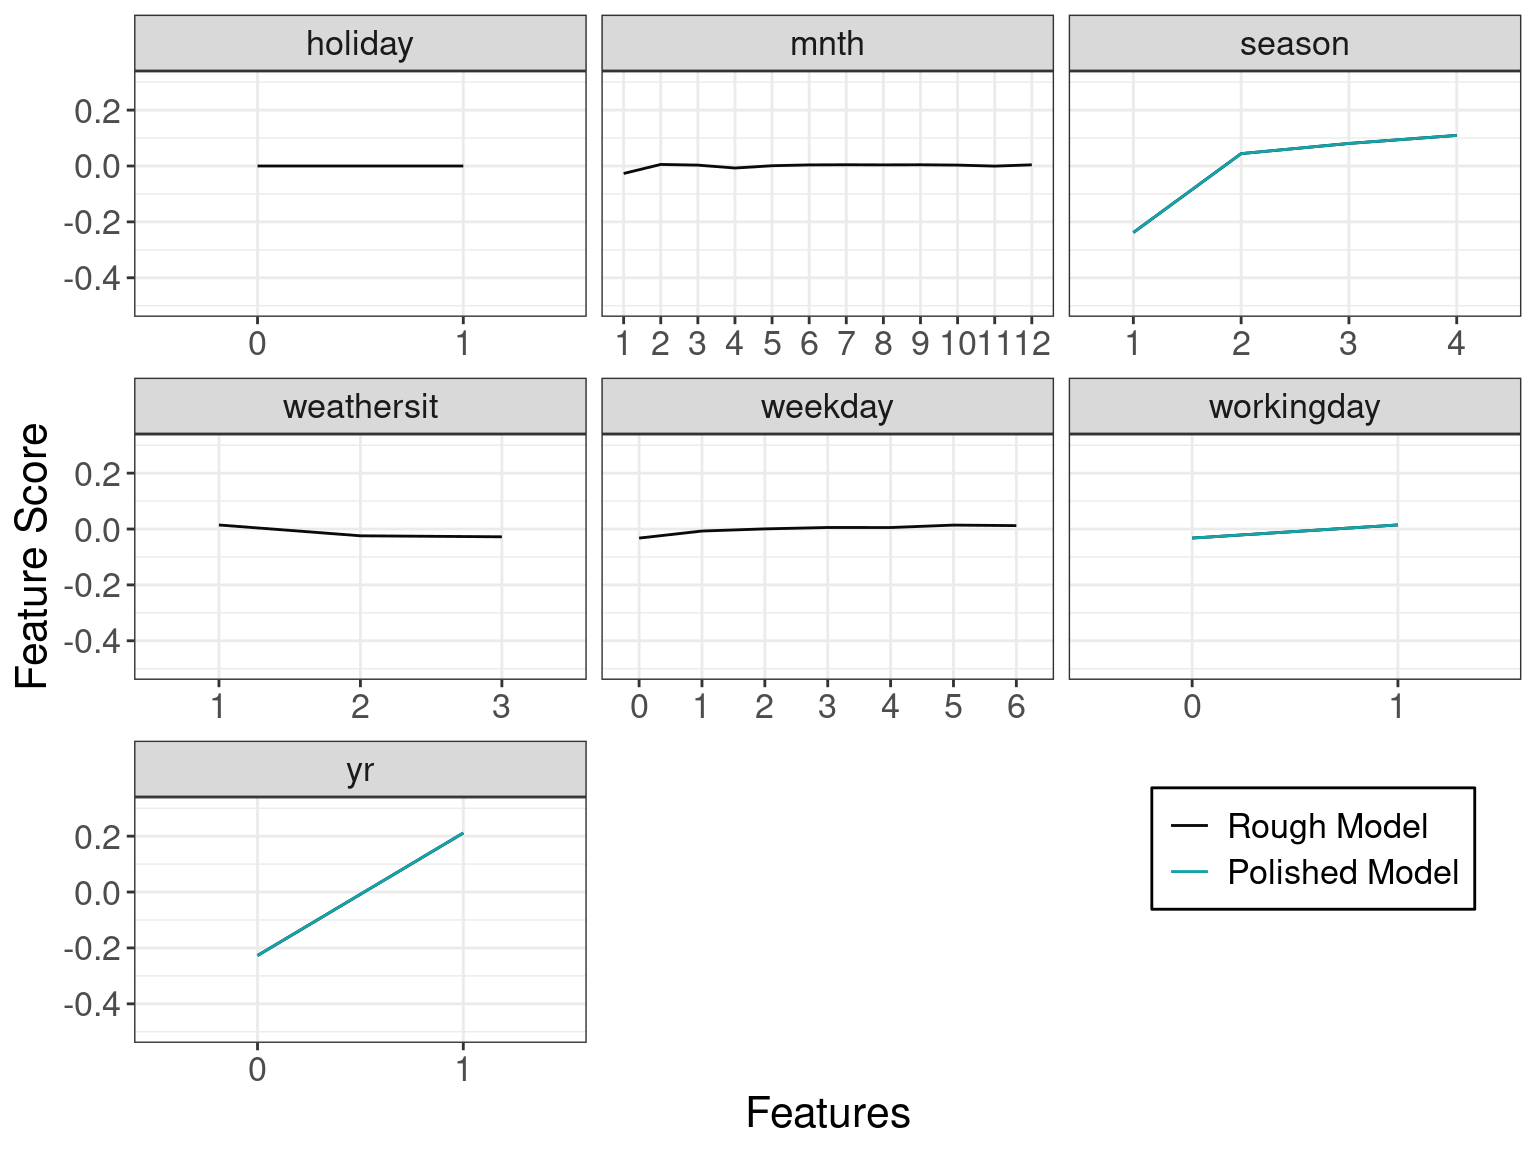 holiday mnth season
0.2
0.0
-0.2
-0.4
0 1 1 2 3 4 5 6 7 8 9 10 11 12 1 2 3 4
weathersit weekday workingday
0.2
0.0
-0.2
-0.4
1 2 3 0 1 2 3 4 5 6 0 1
Feature Score
yr
0.2
0.0
-0.2
-0.4
0 1
Rough Model
Polished Model
Features